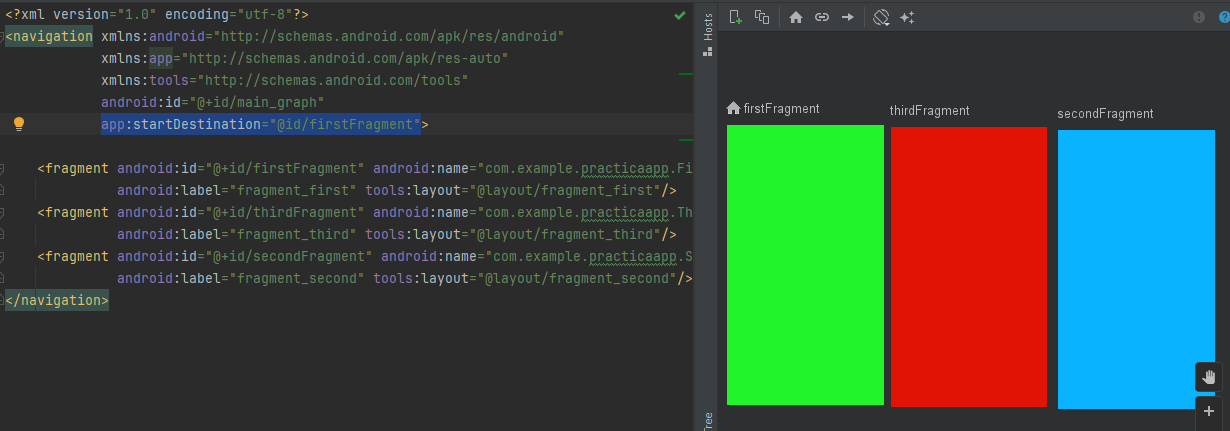 <?xml version="1.0" encoding="utf-8"?>
<navigation xmlns:android="http://schemas.android.com/apk/res/android"
xmlns:app="http://schemas.android.com/apk/res-auto"
xmlns:tools="http://schemas.android.com/tools"
android:id="@+id/main_graph"
app:startDestination="@id/firstFragment">
<fragment android:id="@+id/firstFragment" android:name="com.example.practicaapp.Fi
android:label="fragment_first" tools:layout="@layout/fragment_first"/>
<fragment android:id="@+id/thirdFragment" android:name="com.example.practicaapp.Th
android:label="fragment_third" tools:layout="@layout/fragment_third"/>
<fragment android:id="@+id/secondFragment" android:name="com.example.practicaapp.S
android:label="fragment_second" tools:layout="@layout/fragment_second"/>
</navigation>
Hosts
ree
firstFragment
thirdFragment
secondFragment